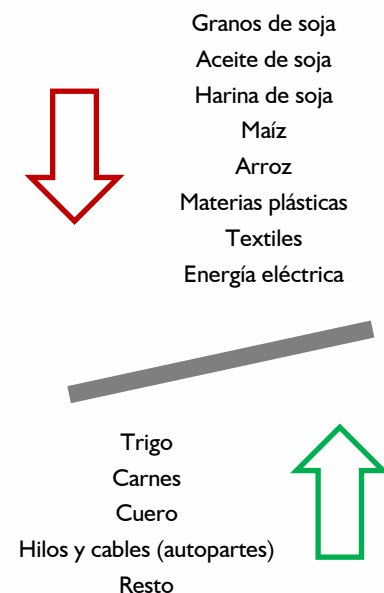 Granos de soja
Aceite de soja
Harina de soja
Maíz
Arroz
Materias plásticas
Textiles
Energía eléctrica
Trigo
Carnes
Cuero
Hilos y cables (autopartes)
Resto